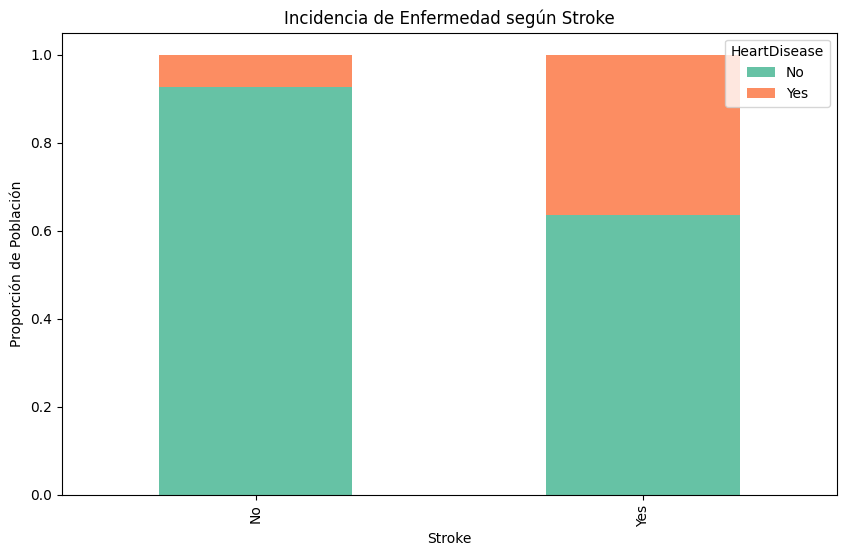 Incidencia de Enfermedad según Stroke
HeartDisease
No
Yes
1.0
0.8
0.6
0.4
0.2
0.0
Proporción de Población
No
Yes
Stroke